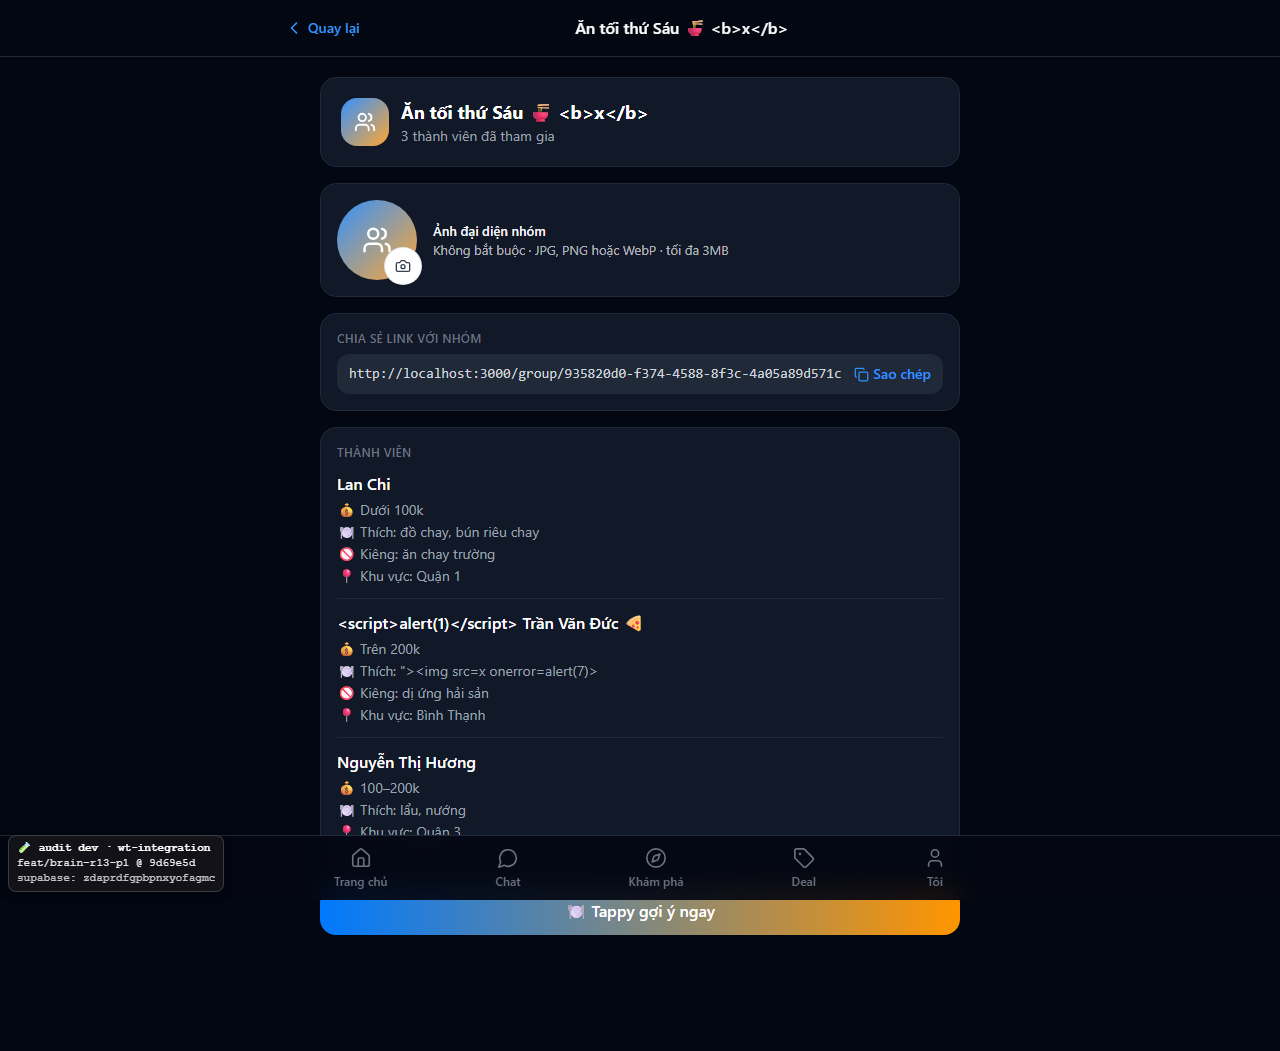 Quay lại
Ăn tối thứ Sáu 🍜 <b>x</b>
Ăn tối thứ Sáu 🍜 <b>x</b>
3 thành viên đã tham gia
Ảnh đại diện nhóm
Không bắt buộc · JPG, PNG hoặc WebP · tối đa 3MB
CHIA SẺ LINK VỚI NHÓM
http://localhost:3000/group/935820d0-f374-4588-8f3c-4a05a89d571c Sao chép
THÀNH VIÊN
Lan Chi
💰 Dưới 100k
🍽️ Thích: đồ chay, bún riêu chay
🚫 Kiêng: ăn chay trường
📍 Khu vực: Quận 1
<script>alert(1)</script> Trần Văn Đức 🍕
💰 Trên 200k
🍽️ Thích: "><img src=x onerror=alert(7)>
🚫 Kiêng: dị ứng hải sản
📍 Khu vực: Bình Thạnh
Nguyễn Thị Hương
💰 100–200k
🍽️ Thích: lẩu, nướng
📍 Khu vực: Quận 3
🧪 audit dev · wt-integration
feat/brain-r13-p1 @ 9d69e5d
supabase: zdaprdfgpbpnxyofagmc
Trang chủ
Chat
Khám phá
Deal
Tôi
🍽️ Tappy gợi ý ngay